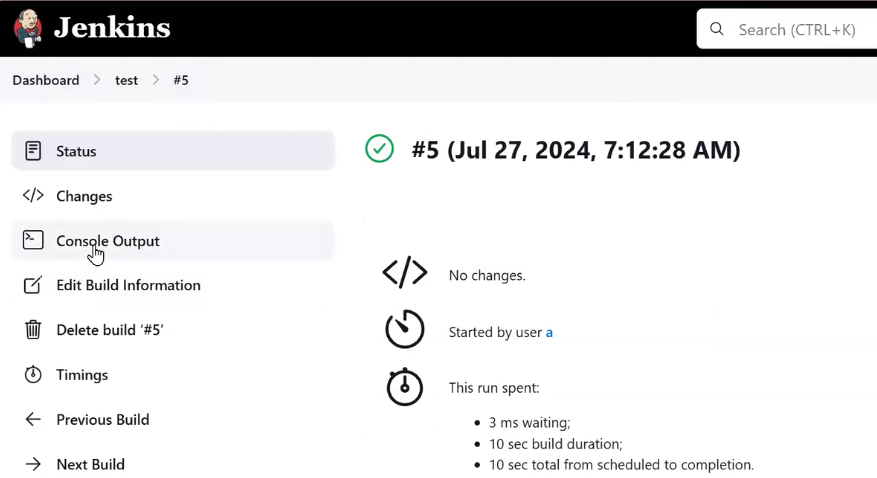 Jenkins
Search (CTRL+K)
Dashboard > test > #5
Status
Changes
Console Output
Edit Build Information
Delete build ‘#5’
Timings
Previous Build
Next Build
#5 (Jul 27, 2024, 7:12:28 AM)
No changes.
Started by user a
This run spent:
• 3 ms waiting;
• 10 sec build duration;
• 10 sec total from scheduled to completion.